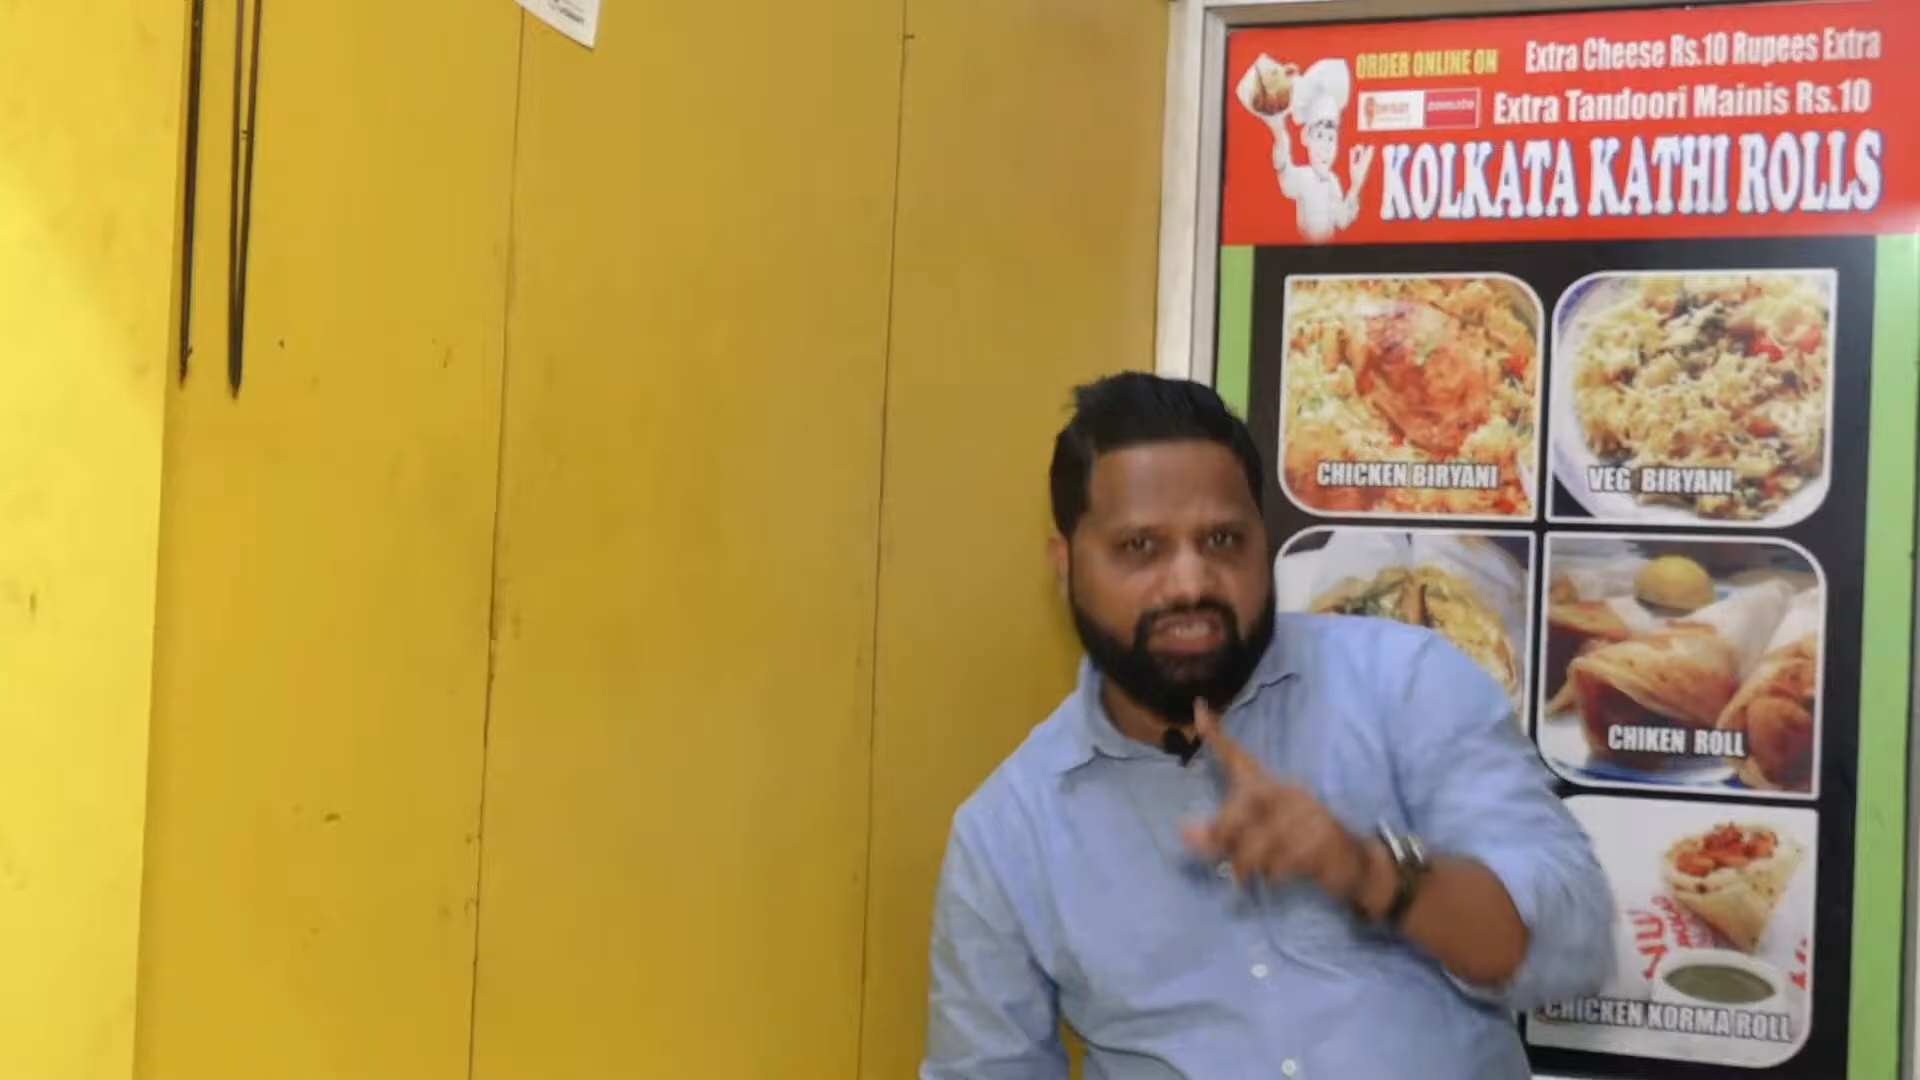 ORDER ONLINE ON
Extra Cheese Rs.10 Rupees Extra
zomato
Extra Tandoori Mainis Rs.10
KOLKATA KATHI ROLLS
CHICKEN BIRYANI
VEG BIRYANI
CHIKEN ROLL
CHICKEN KORMA ROLL